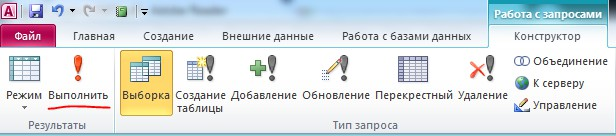 Работа с запросами
Файл Главная Создание Внешние данные Работа с базами данных Конструктор
Режим Выполнить
Результаты
Выборка Создание таблицы Добавление Обновление Перекрестный Удаление
Объединение
К серверу
Управление
Тип запроса